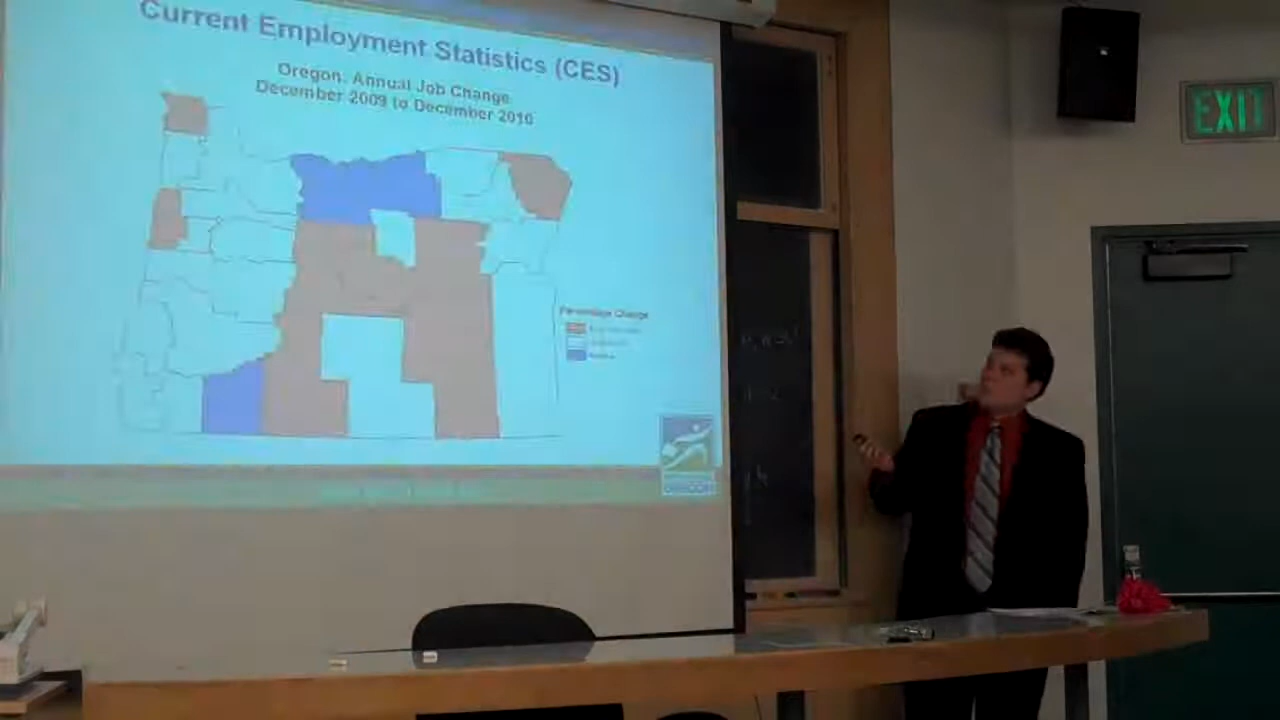 Current Employment Statistics (CES)
Oregon: Annual Job Change
December 2009 to December 2010
Percentage Change
EXIT